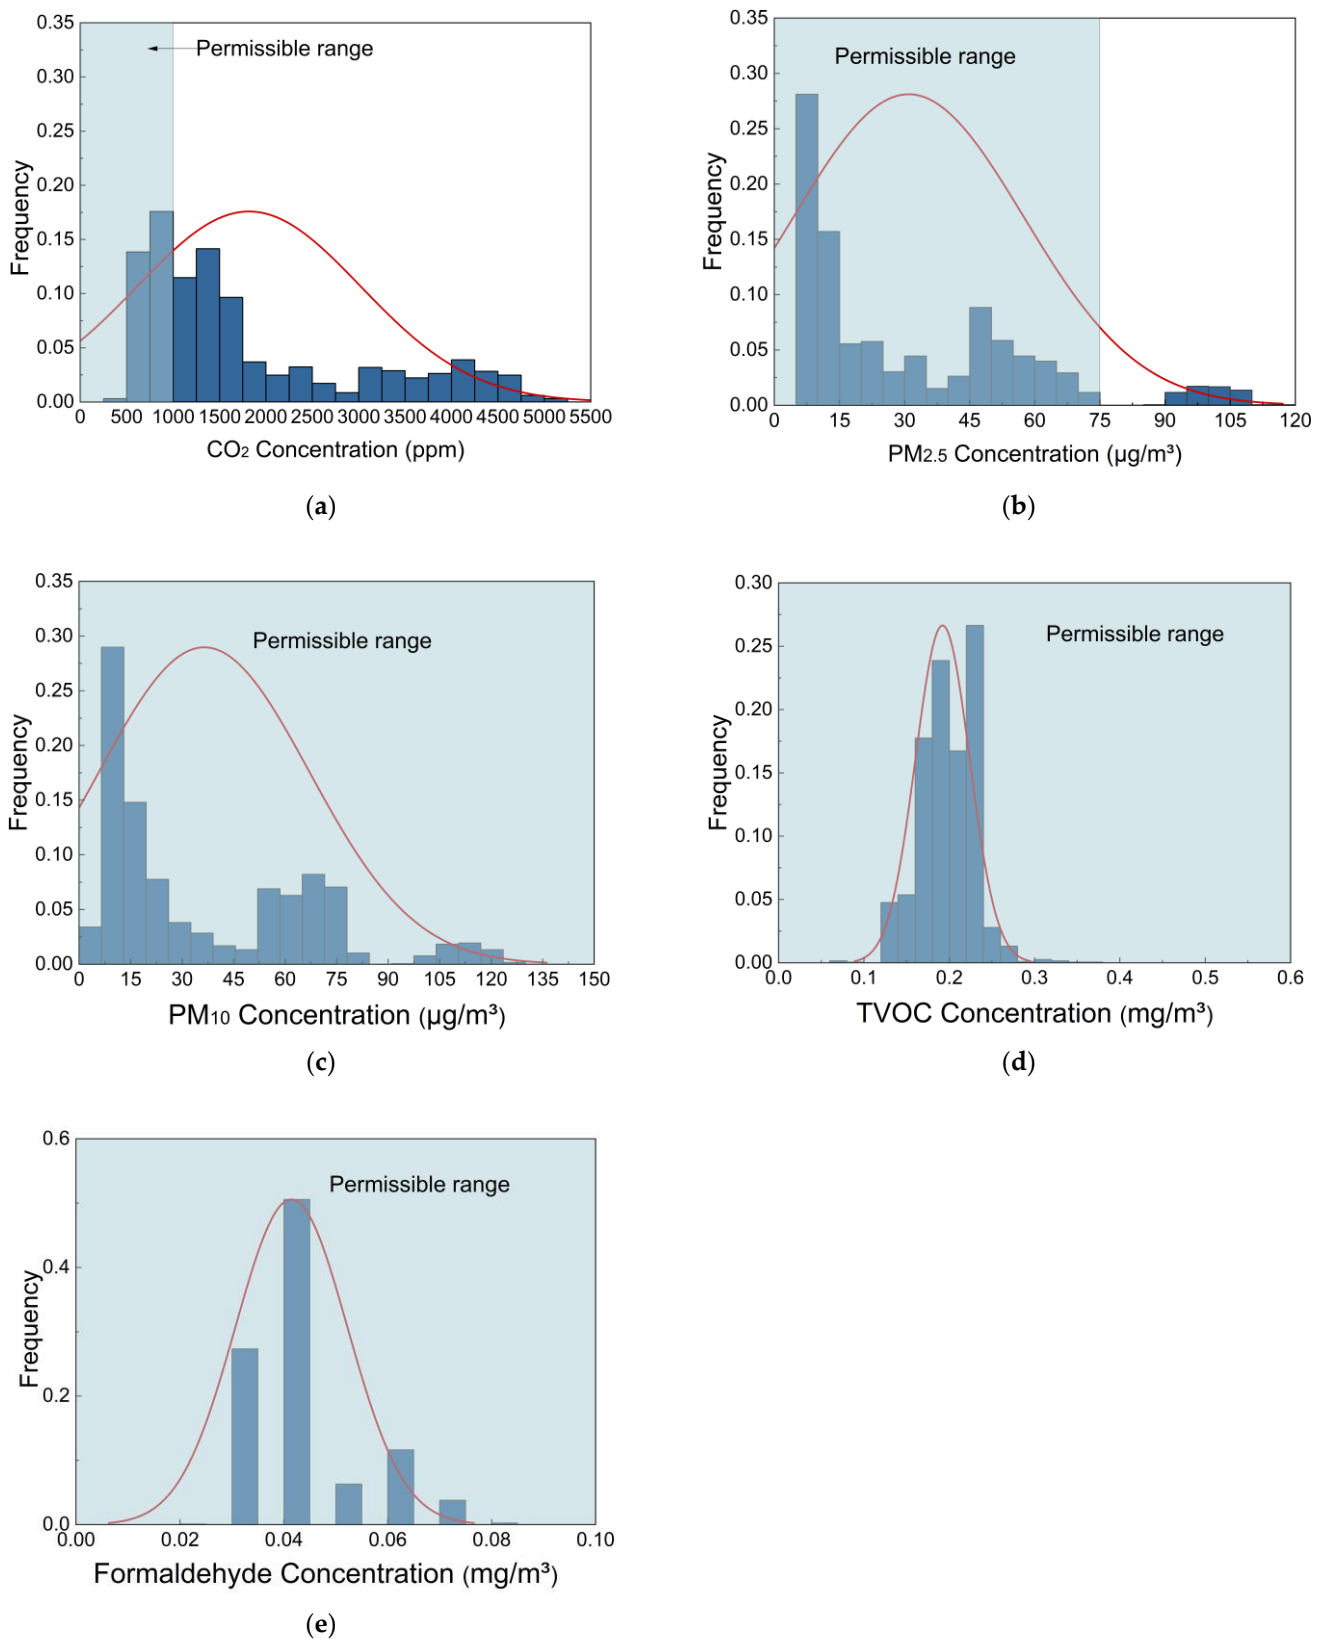 0.35
0.30
0.25
0.20
0.15
0.10
0.05
0.00
Frequency
Permissible range
0 500 1000 1500 2000 2500 3000 3500 4000 4500 5500
CO₂ Concentration (ppm)
(a)
0.35
0.30
0.25
0.20
0.15
0.10
0.05
0.00
Frequency
Permissible range
0 15 30 45 60 75 90 105 120
PM₂.₅ Concentration (µg/m³)
(b)
0.35
0.30
0.25
0.20
0.15
0.10
0.05
0.00
Frequency
Permissible range
0 15 30 45 60 75 90 105 120 135 150
PM₁₀ Concentration (µg/m³)
(c)
0.30
0.25
0.20
0.15
0.10
0.05
0.00
Frequency
Permissible range
0.0 0.1 0.2 0.3 0.4 0.5 0.6
TVOC Concentration (mg/m³)
(d)
0.6
0.4
0.2
0.0
Frequency
Permissible range
0.00 0.02 0.04 0.06 0.08 0.10
Formaldehyde Concentration (mg/m³)
(e)